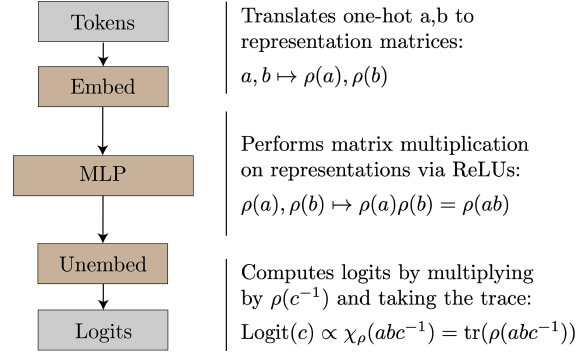 Tokens
Embed
MLP
Unembed
Logits
Translates one-hot a,b to
representation matrices:
a, b ↦ ρ(a), ρ(b)
Performs matrix multiplication
on representations via ReLUs:
ρ(a), ρ(b) ↦ ρ(a)ρ(b) = ρ(ab)
Computes logits by multiplying
by ρ(c⁻¹) and taking the trace:
Logit(c) ∝ χρ(abc⁻¹) = tr(ρ(abc⁻¹))